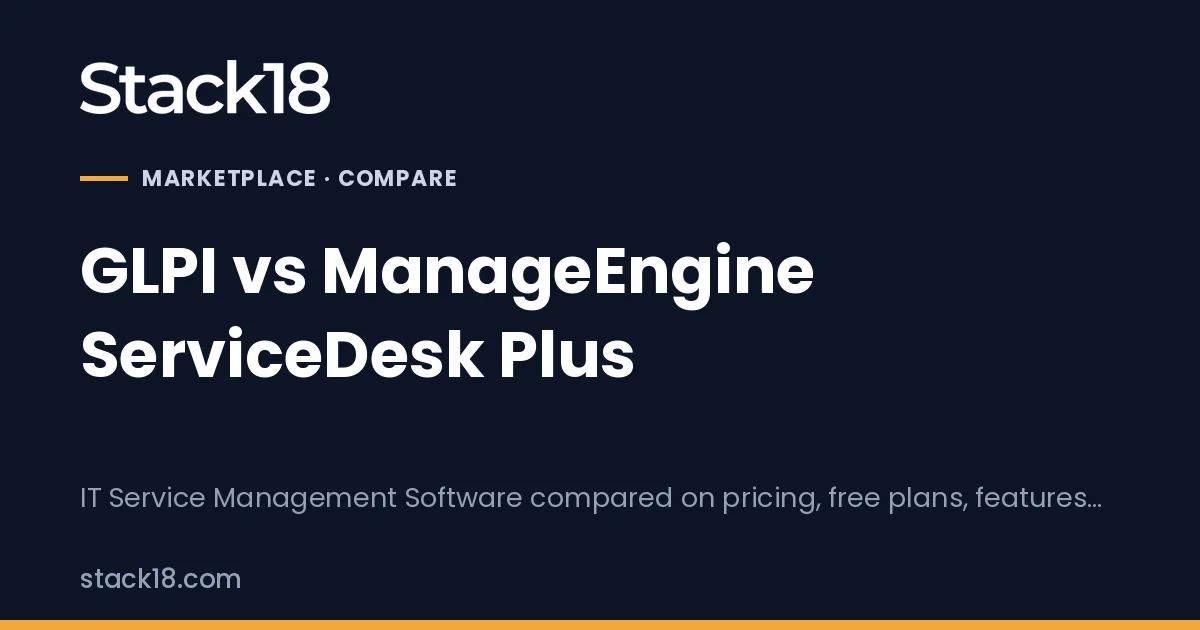 Stack18
MARKETPLACE · COMPARE
GLPI vs ManageEngine
ServiceDesk Plus
IT Service Management Software compared on pricing, free plans, features...
stack18.com